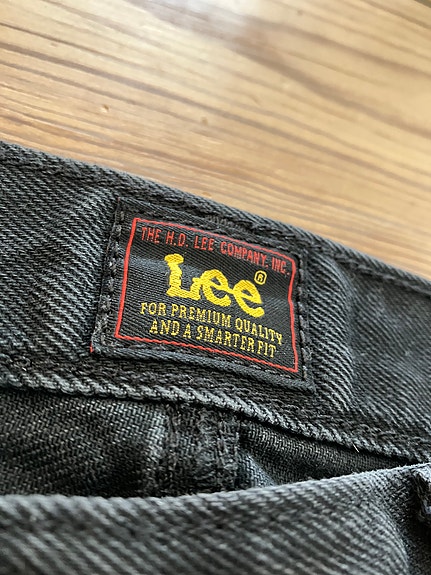 THE H.D. LEE COMPANY, INC.
Lee®
FOR PREMIUM QUALITY
AND A SMARTER FIT